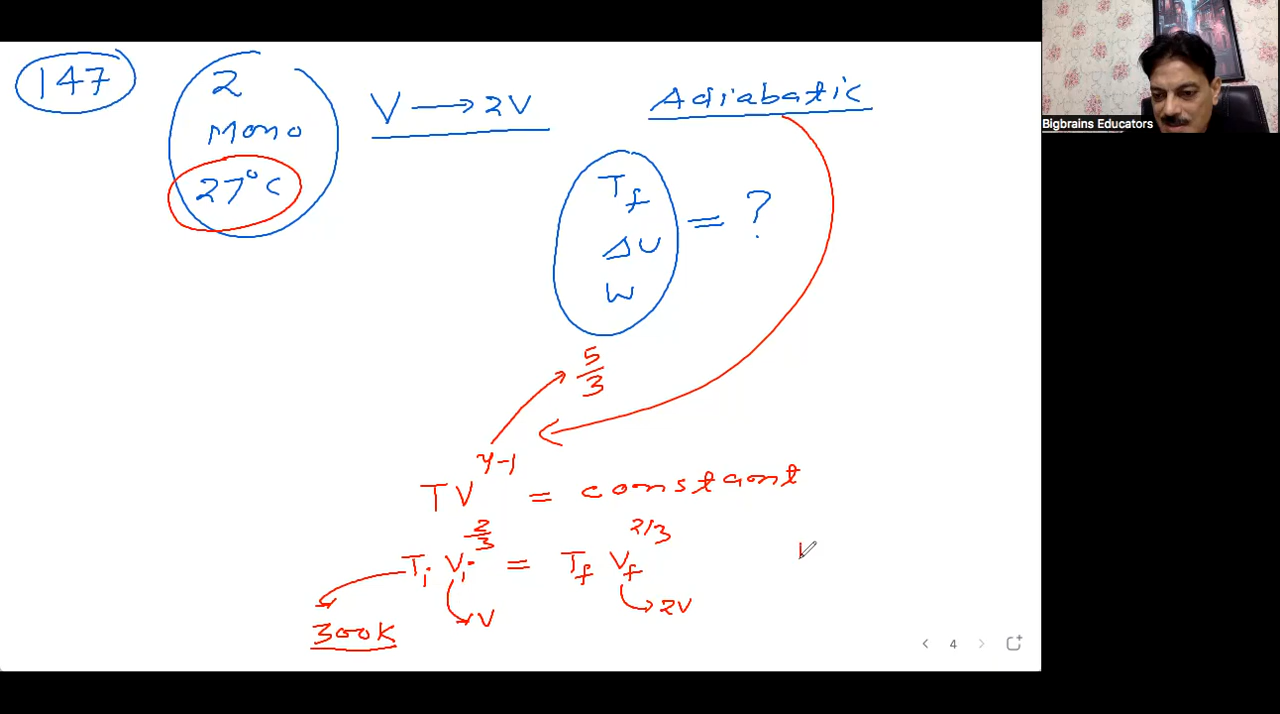 147
2
Mono
27°C
V → 2V
Adiabatic
Tf
ΔU
W
= ?
5/3
TV^γ-1 = constant
Ti Vi^2/3 = Tf Vf^2/3
300K
V
2V
Bigbrains Educators
4